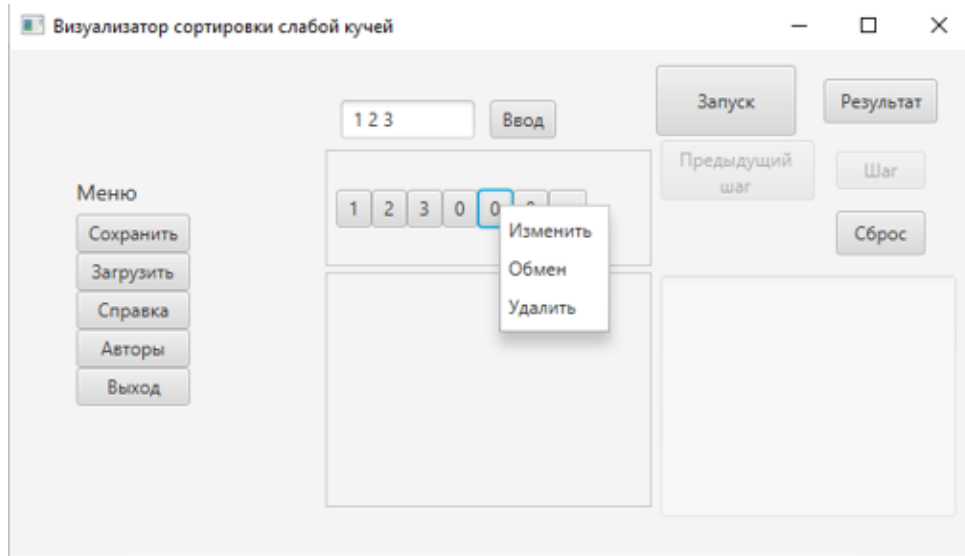 Визуализатор сортировки слабой кучей
1 2 3
Ввод
Запуск
Результат
Предыдущий
шаг
Шаг
Сброс
Меню
Сохранить
Загрузить
Справка
Авторы
Выход
1 2 3 0 0
Изменить
Обмен
Удалить